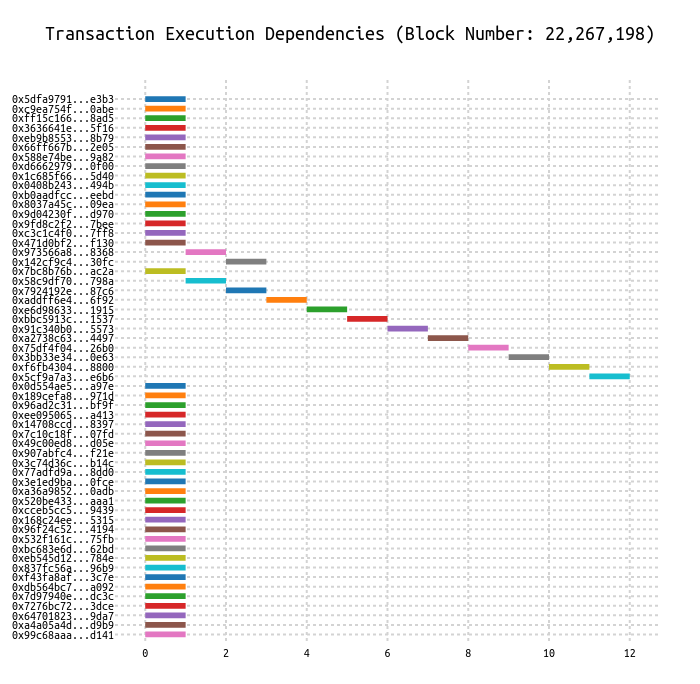 Transaction Execution Dependencies (Block Number: 22,267,198)
0x5dfa9791...e3b3
0xc9ea754f...0abe
0xff15c166...8ad5
0x3636641e...5f16
0xeb9b8553...8b79
0x66ff667b...2e05
0x588e74be...9a82
0xd6662979...0f00
0x1c685f66...5d40
0x0408b243...494b
0xb0aadfcc...eebd
0x8037a45c...09ea
0x9d04230f...d970
0x9fd8c2f2...7bee
0xc3c1c4f0...7ff8
0x471d0bf2...f130
0x973566a8...8368
0x142cf9c4...30fc
0x7bc8b76b...ac2a
0x58c9df70...798a
0x7924192e...87c6
0xaddff6e4...6f92
0xe6d98633...1915
0xbbc5913c...1537
0x91c340b0...5573
0xa2738c63...4497
0x75df4f04...26b0
0x3bb33e34...0e63
0xf6fb4304...8800
0x5cf9a7a3...e6b6
0x0d554ae5...a97e
0x189cefa8...971d
0x96ad2c31...bf9f
0xee095065...a413
0x14708ccd...8397
0x7c10c18f...07fd
0x49c00ed8...d05e
0x907abfc4...f21e
0x3c74d36c...b14c
0x77adfd9a...8dd0
0x3e1ed9ba...0fce
0xa36a9852...0adb
0x520be433...aaa1
0xcceb5cc5...9439
0x168c24ee...5315
0x96f24c52...4194
0x532f161c...75fb
0xbc683e6d...62bd
0xeb545d12...784e
0x837fc56a...96b9
0xf43fa8af...3c7e
0xdb564bc7...a092
0x7d97940e...dc3c
0x7276bc72...3dce
0x64701823...9da7
0xa4a05a4d...d9b9
0x99c68aaa...d141
0 2 4 6 8 10 12